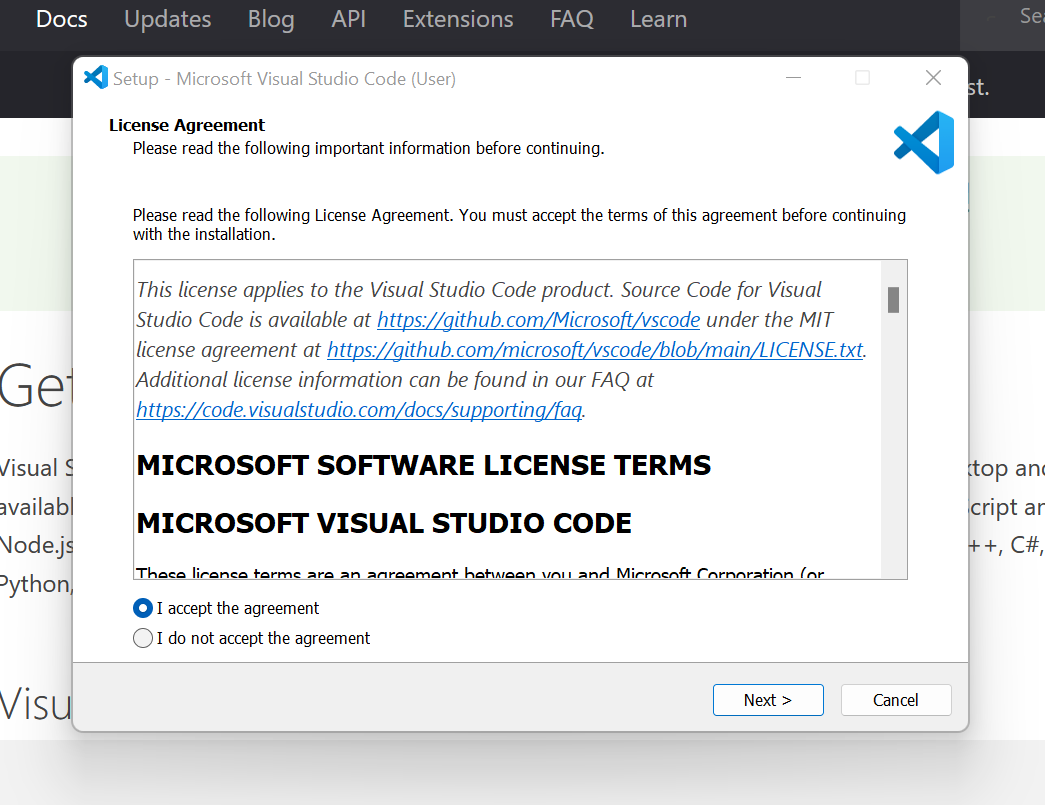 Docs Updates Blog API Extensions FAQ Learn
st.
Setup - Microsoft Visual Studio Code (User)
License Agreement
Please read the following important information before continuing.
Please read the following License Agreement. You must accept the terms of this agreement before continuing
with the installation.
This license applies to the Visual Studio Code product. Source Code for Visual
Studio Code is available at https://github.com/Microsoft/vscode under the MIT
license agreement at https://github.com/microsoft/vscode/blob/main/LICENSE.txt.
Additional license information can be found in our FAQ at
https://code.visualstudio.com/docs/supporting/faq.
MICROSOFT SOFTWARE LICENSE TERMS
MICROSOFT VISUAL STUDIO CODE
These license terms are an agreement between you and Microsoft Corporation (or
I accept the agreement
I do not accept the agreement
Next >
Cancel
Get
Visual S
Node.js
++, C#,
Python,
Visu